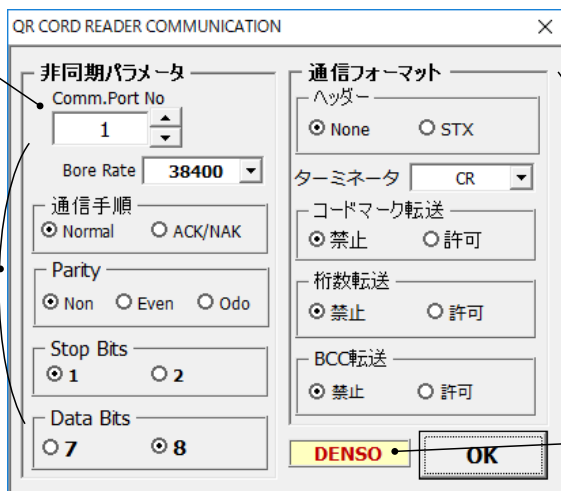 QR CORD READER COMMUNICATION
非同期パラメータ
Comm.Port No
1
Bore Rate 38400
通信手順
Normal ACK/NAK
Parity
Non Even Odo
Stop Bits
1 2
Data Bits
7 8
通信フォーマット
ヘッダー
None STX
ターミネータ CR
コードマーク転送
禁止 許可
桁数転送
禁止 許可
BCC転送
禁止 許可
DENSO OK